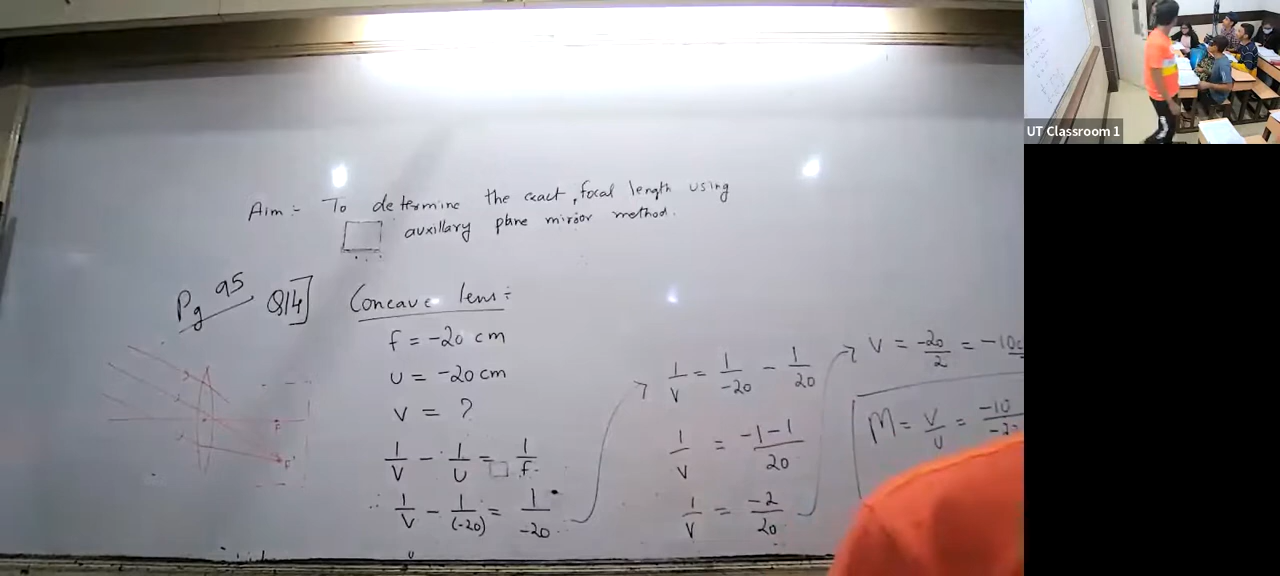 Aim :- To determine the exact, focal length using
auxillary plane mirror method.
Pg 95 Q14]
Concave lens :-
f = -20 cm
u = -20 cm
v = ?
1/v - 1/u = 1/f
∴ 1/v - 1/(-20) = 1/-20
1/v = 1/-20 - 1/20
1/v = -1-1/20
1/v = -2/20
v = -20/2 = -10
M = v/u = -10/
F
F'
UT Classroom 1